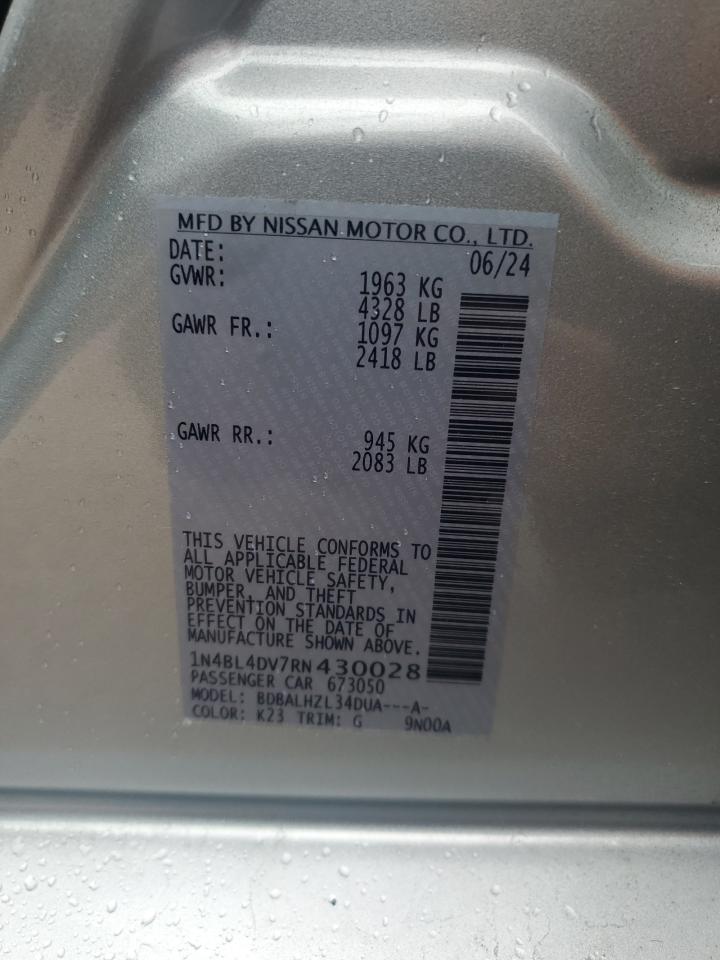 MFD BY NISSAN MOTOR CO., LTD.
DATE: 06/24
GVWR: 1963 KG
4328 LB
GAWR FR.: 1097 KG
2418 LB
GAWR RR.: 945 KG
2083 LB
THIS VEHICLE CONFORMS TO
ALL APPLICABLE FEDERAL
MOTOR VEHICLE SAFETY,
BUMPER, AND THEFT
PREVENTION STANDARDS IN
EFFECT ON THE DATE OF
MANUFACTURE SHOWN ABOVE.
1N4BL4DV7RN430028
PASSENGER CAR 673050
MODEL: BDBALHZL34DUA---A-
COLOR: K23 TRIM: G 9N00A